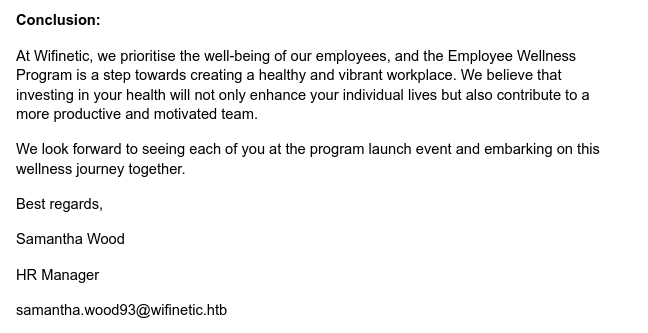 Conclusion:
At Wifinetic, we prioritise the well-being of our employees, and the Employee Wellness
Program is a step towards creating a healthy and vibrant workplace. We believe that
investing in your health will not only enhance your individual lives but also contribute to a
more productive and motivated team.
We look forward to seeing each of you at the program launch event and embarking on this
wellness journey together.
Best regards,
Samantha Wood
HR Manager
samantha.wood93@wifinetic.htb